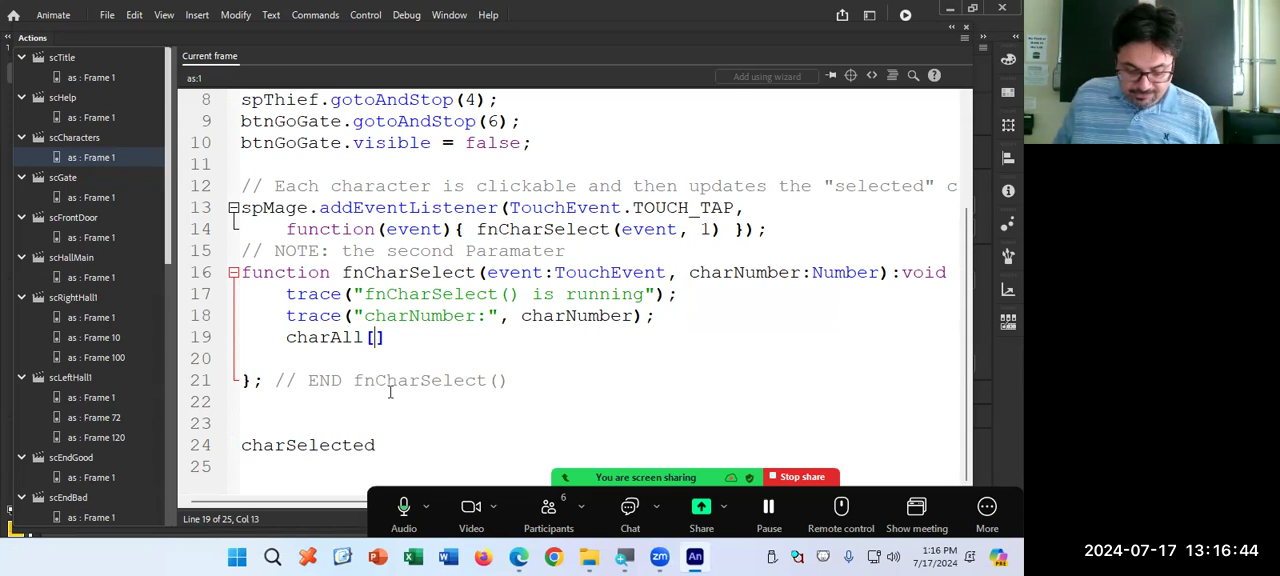 Animate File Edit View Insert Modify Text Commands Control Debug Window Help
Actions
scTitle
as : Frame 1
scHelp
as : Frame 1
scCharacters
as : Frame 1
scGate
as : Frame 1
scFrontDoor
as : Frame 1
scHallMain
as : Frame 1
scRightHall1
as : Frame 1
as : Frame 10
as : Frame 100
scLeftHall1
as : Frame 1
as : Frame 72
as : Frame 120
scEndGood
as : Frame 1
scEndBad
as : Frame 1
Current frame
as:1
Add using wizard
8 spThief.gotoAndStop(4);
9 btnGoGate.gotoAndStop(6);
10 btnGoGate.visible = false;
11
12 // Each character is clickable and then updates the "selected" c
13 spMage.addEventListener(TouchEvent.TOUCH_TAP,
14 function(event){ fnCharSelect(event, 1) });
15 // NOTE: the second Paramater
16 function fnCharSelect(event:TouchEvent, charNumber:Number):void
17 trace("fnCharSelect() is running");
18 trace("charNumber:", charNumber);
19 charAll[]
20
21 }; // END fnCharSelect()
22
23
24 charSelected
25
You are screen sharing Stop share
Line 19 of 25, Col 13
6
Audio Video Participants Chat Share Pause Remote control Show meeting More
zm An
1:16 PM
7/17/2024
PRE
2024-07-17 13:16:44